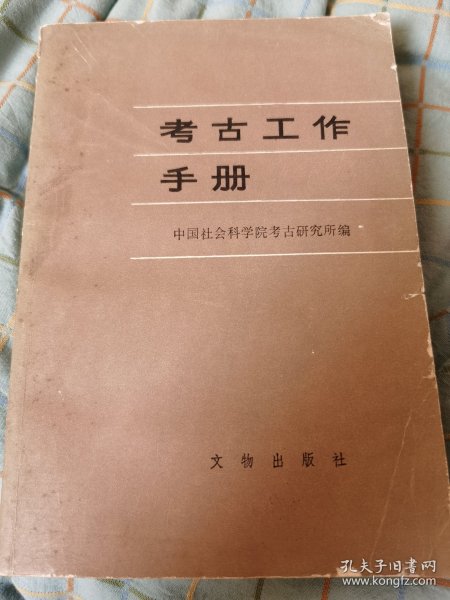 考古工作
手册
中国社会科学院考古研究所编
文物出版社
孔夫子旧书网
www.kongfz.com